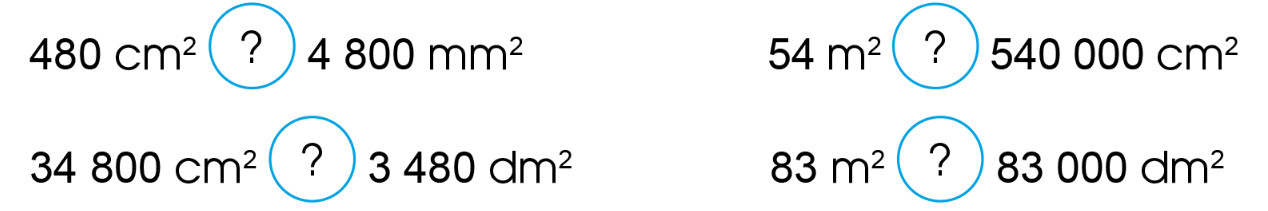 480 cm² ? 4 800 mm²
54 m² ? 540 000 cm²
34 800 cm² ? 3 480 dm²
83 m² ? 83 000 dm²